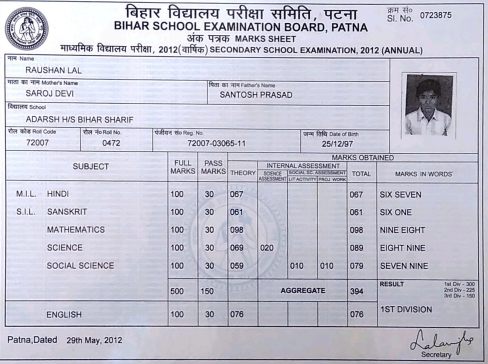 बिहार विद्यालय परीक्षा समिति, पटना
क्रम सं०
BIHAR SCHOOL EXAMINATION BOARD, PATNA
Sl. No. 0723875
अंक पत्रक MARKS SHEET
माध्यमिक विद्यालय परीक्षा, 2012(वार्षिक) SECONDARY SCHOOL EXAMINATION, 2012 (ANNUAL)
नाम Name
RAUSHAN LAL
माता का नाम Mother's Name
SAROJ DEVI
पिता का नाम Father's Name
SANTOSH PRASAD
विद्यालय School
ADARSH H/S BIHAR SHARIF
रोल कोड Roll Code
72007
रोल नं० Roll No.
0472
पंजीयन सं० Reg. No.
72007-03065-11
जन्म तिथि Date of Birth
25/12/97
SUBJECT FULL MARKS PASS MARKS MARKS OBTAINED
THEORY INTERNAL ASSESSMENT TOTAL MARKS IN WORDS
SCIENCE ASSESSMENT SOCIAL SC. ASSESSMENT
LIT ACTIVITY PROJ. WORK
M.I.L. HINDI 100 30 067 067 SIX SEVEN
S.I.L. SANSKRIT 100 30 061 061 SIX ONE
MATHEMATICS 100 30 098 098 NINE EIGHT
SCIENCE 100 30 069 020 089 EIGHT NINE
SOCIAL SCIENCE 100 30 059 010 010 079 SEVEN NINE
500 150 AGGREGATE 394 RESULT
1st Div - 300
2nd Div - 225
3rd Div - 150
ENGLISH 100 30 076 076 1ST DIVISION
Patna,Dated 29th May, 2012
Secretary